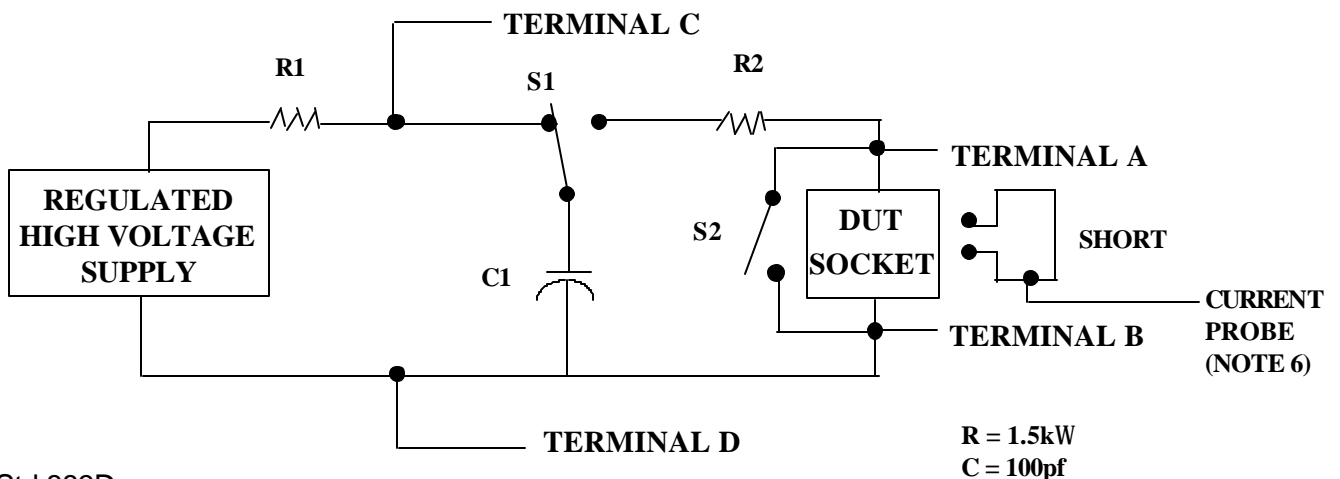 TERMINAL C
R1
R2
S1
TERMINAL A
REGULATED
HIGH VOLTAGE
SUPPLY
DUT
SOCKET
S2
SHORT
C1
CURRENT
PROBE
(NOTE 6)
TERMINAL B
TERMINAL D
R = 1.5kW
C = 100pf